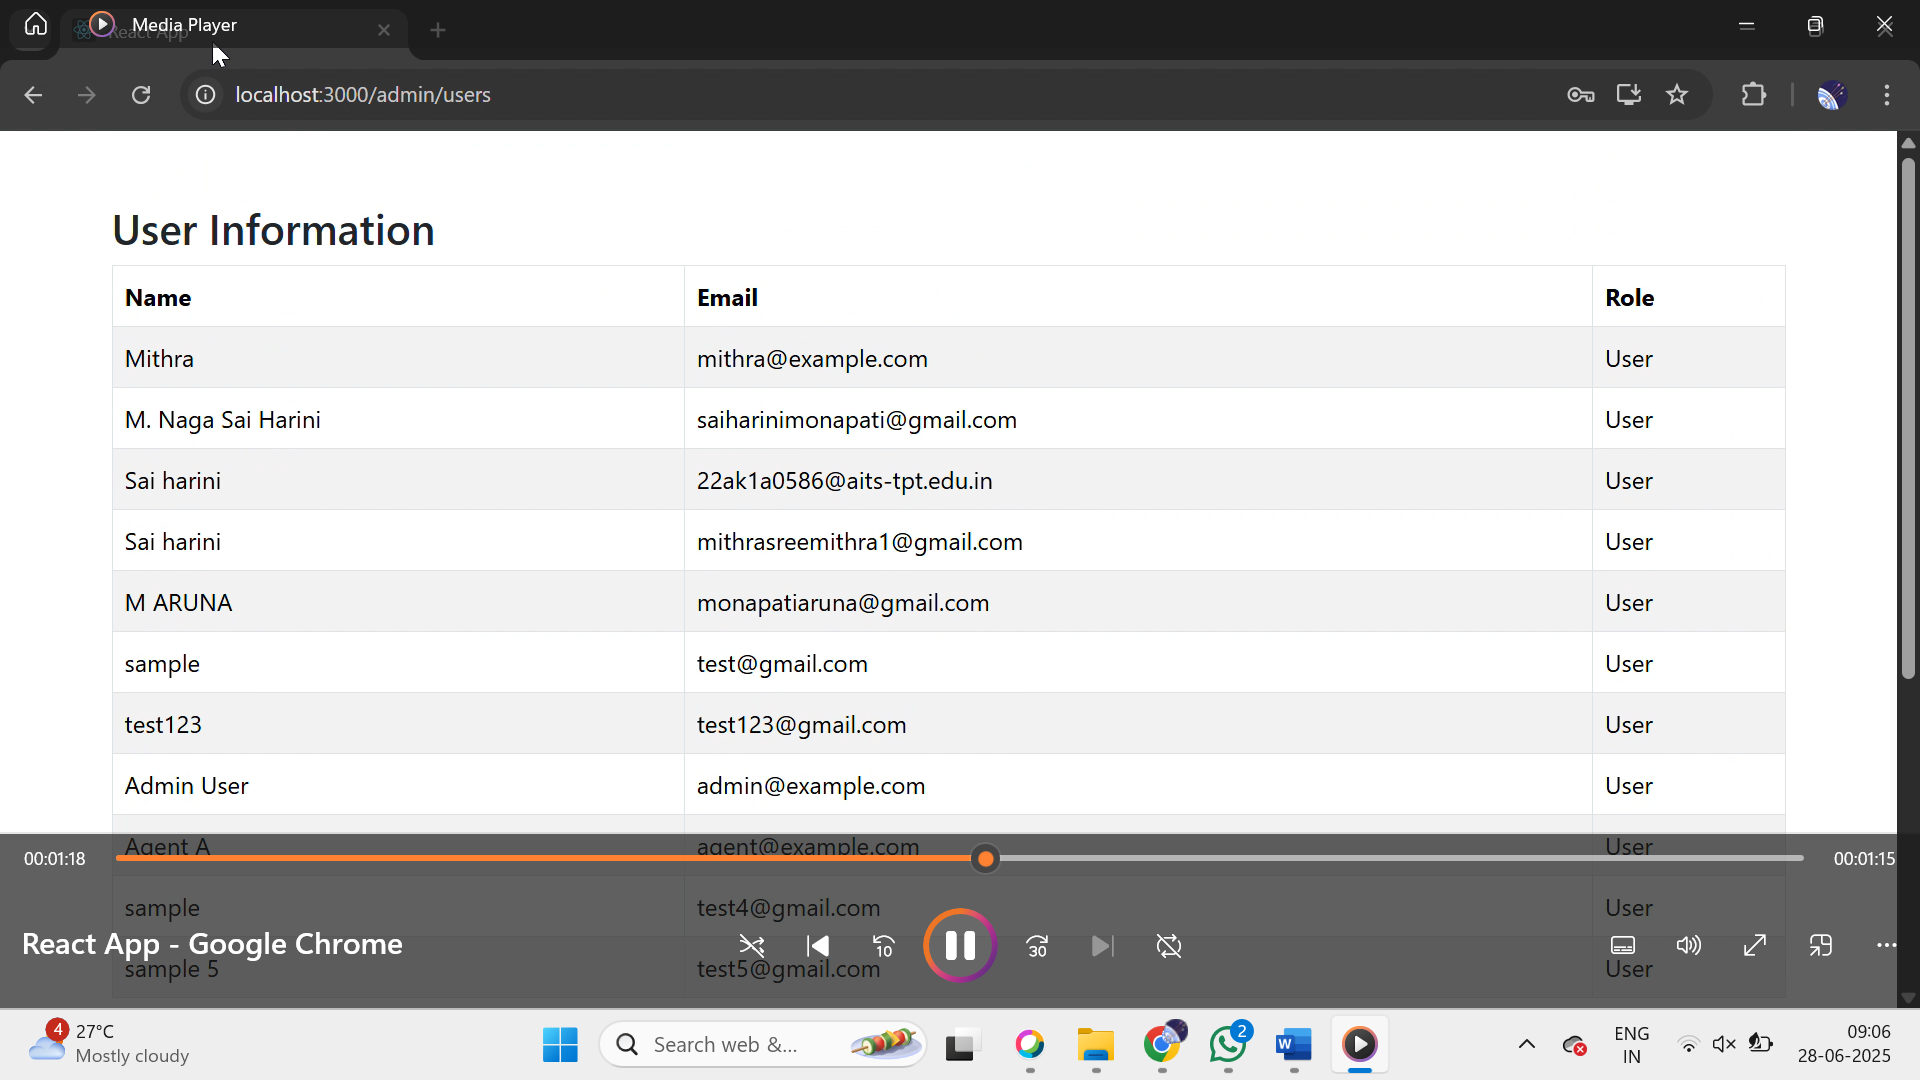 Media Player
React App
localhost:3000/admin/users
User Information
Name Email Role
Mithra mithra@example.com User
M. Naga Sai Harini saiharinimonapati@gmail.com User
Sai harini 22ak1a0586@aits-tpt.edu.in User
Sai harini mithrasreemithra1@gmail.com User
M ARUNA monapatiaruna@gmail.com User
sample test@gmail.com User
test123 test123@gmail.com User
Admin User admin@example.com User
Agent A agent@example.com User
00:01:18 00:01:15
sample test4@gmail.com User
React App - Google Chrome 10 30
sample 5 test5@gmail.com User
4 27°C
Mostly cloudy
Search web &...
W
2
ENG
IN
09:06
28-06-2025